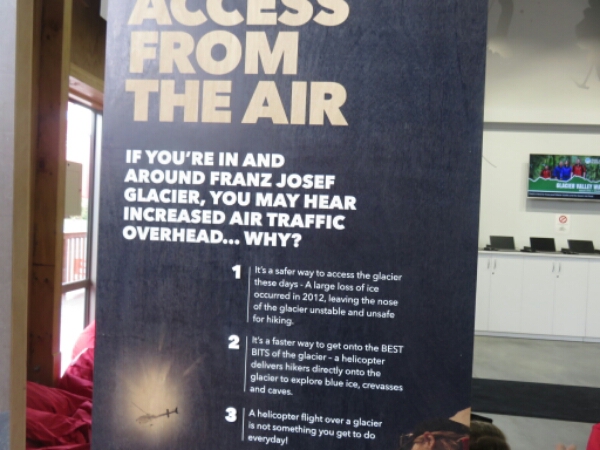 ACCESS
FROM
THE AIR
IF YOU'RE IN AND
AROUND FRANZ JOSEF
GLACIER, YOU MAY HEAR
INCREASED AIR TRAFFIC
OVERHEAD... WHY?
1 It's a safer way to access the glacier
these days - A large loss of ice
occurred in 2012, leaving the nose
of the glacier unstable and unsafe
for hiking.
2 It's a faster way to get onto the BEST
BITS of the glacier – a helicopter
delivers hikers directly onto the
glacier to explore blue ice, crevasses
and caves.
3 A helicopter flight over a glacier
is not something you get to do
everyday!
GLACIER VALLEY